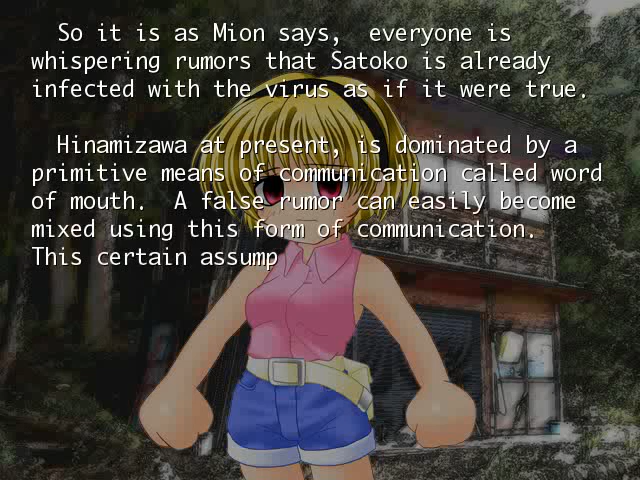 So it is as Mion says, everyone is
whispering rumors that Satoko is already
infected with the virus as if it were true.
Hinamizawa at present, is dominated by a
primitive means of communication called word
of mouth. A false rumor can easily become
mixed using this form of communication.
This certain assump